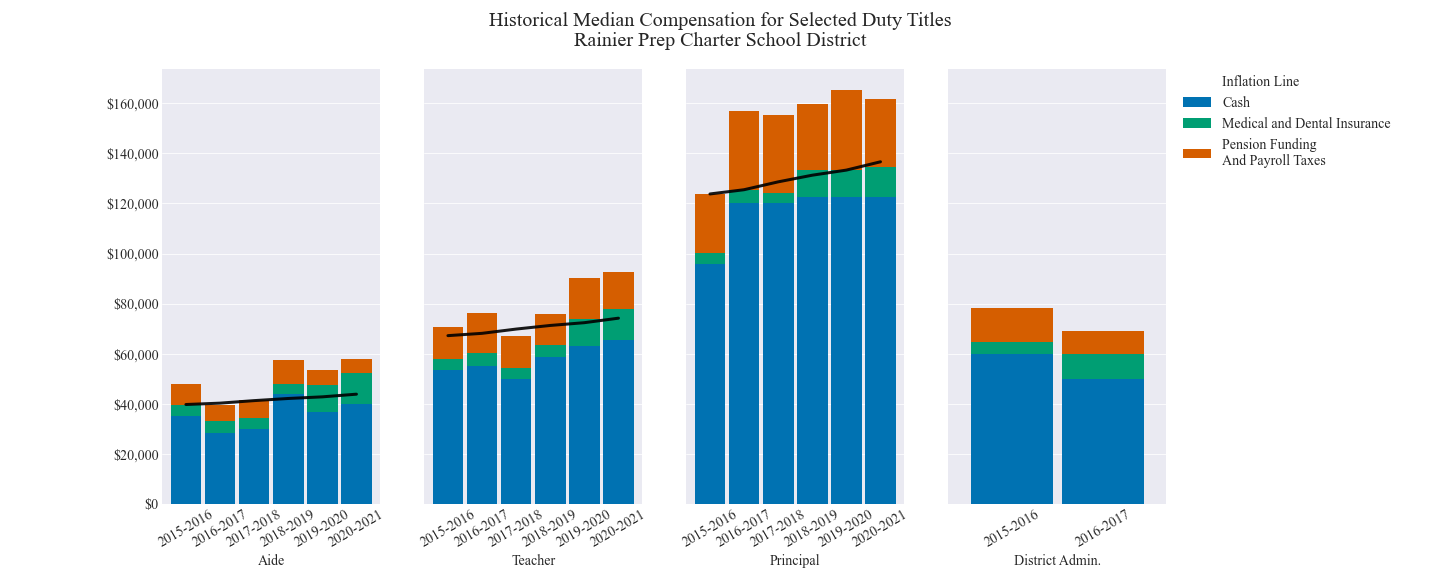 Historical Median Compensation for Selected Duty Titles
Rainier Prep Charter School District
$160,000
$140,000
$120,000
$100,000
$80,000
$60,000
$40,000
$20,000
$0
2015-2016
2016-2017
2017-2018
2018-2019
2019-2020
2020-2021
Aide
2015-2016
2016-2017
2017-2018
2018-2019
2019-2020
2020-2021
Teacher
2015-2016
2016-2017
2017-2018
2018-2019
2019-2020
2020-2021
Principal
2015-2016
2016-2017
District Admin.
Inflation Line
Cash
Medical and Dental Insurance
Pension Funding
And Payroll Taxes